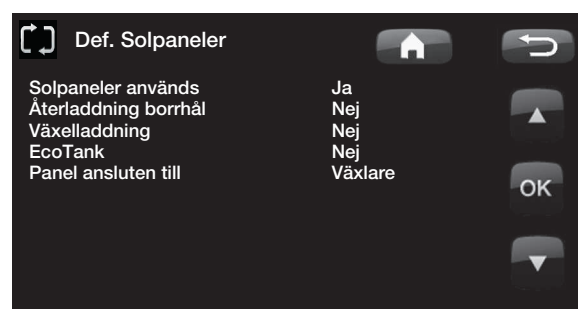 Def. Solpaneler
Solpaneler används Ja
Återladdning borrhål Nej
Växelladdning Nej
EcoTank Nej
Panel ansluten till Växlare
OK